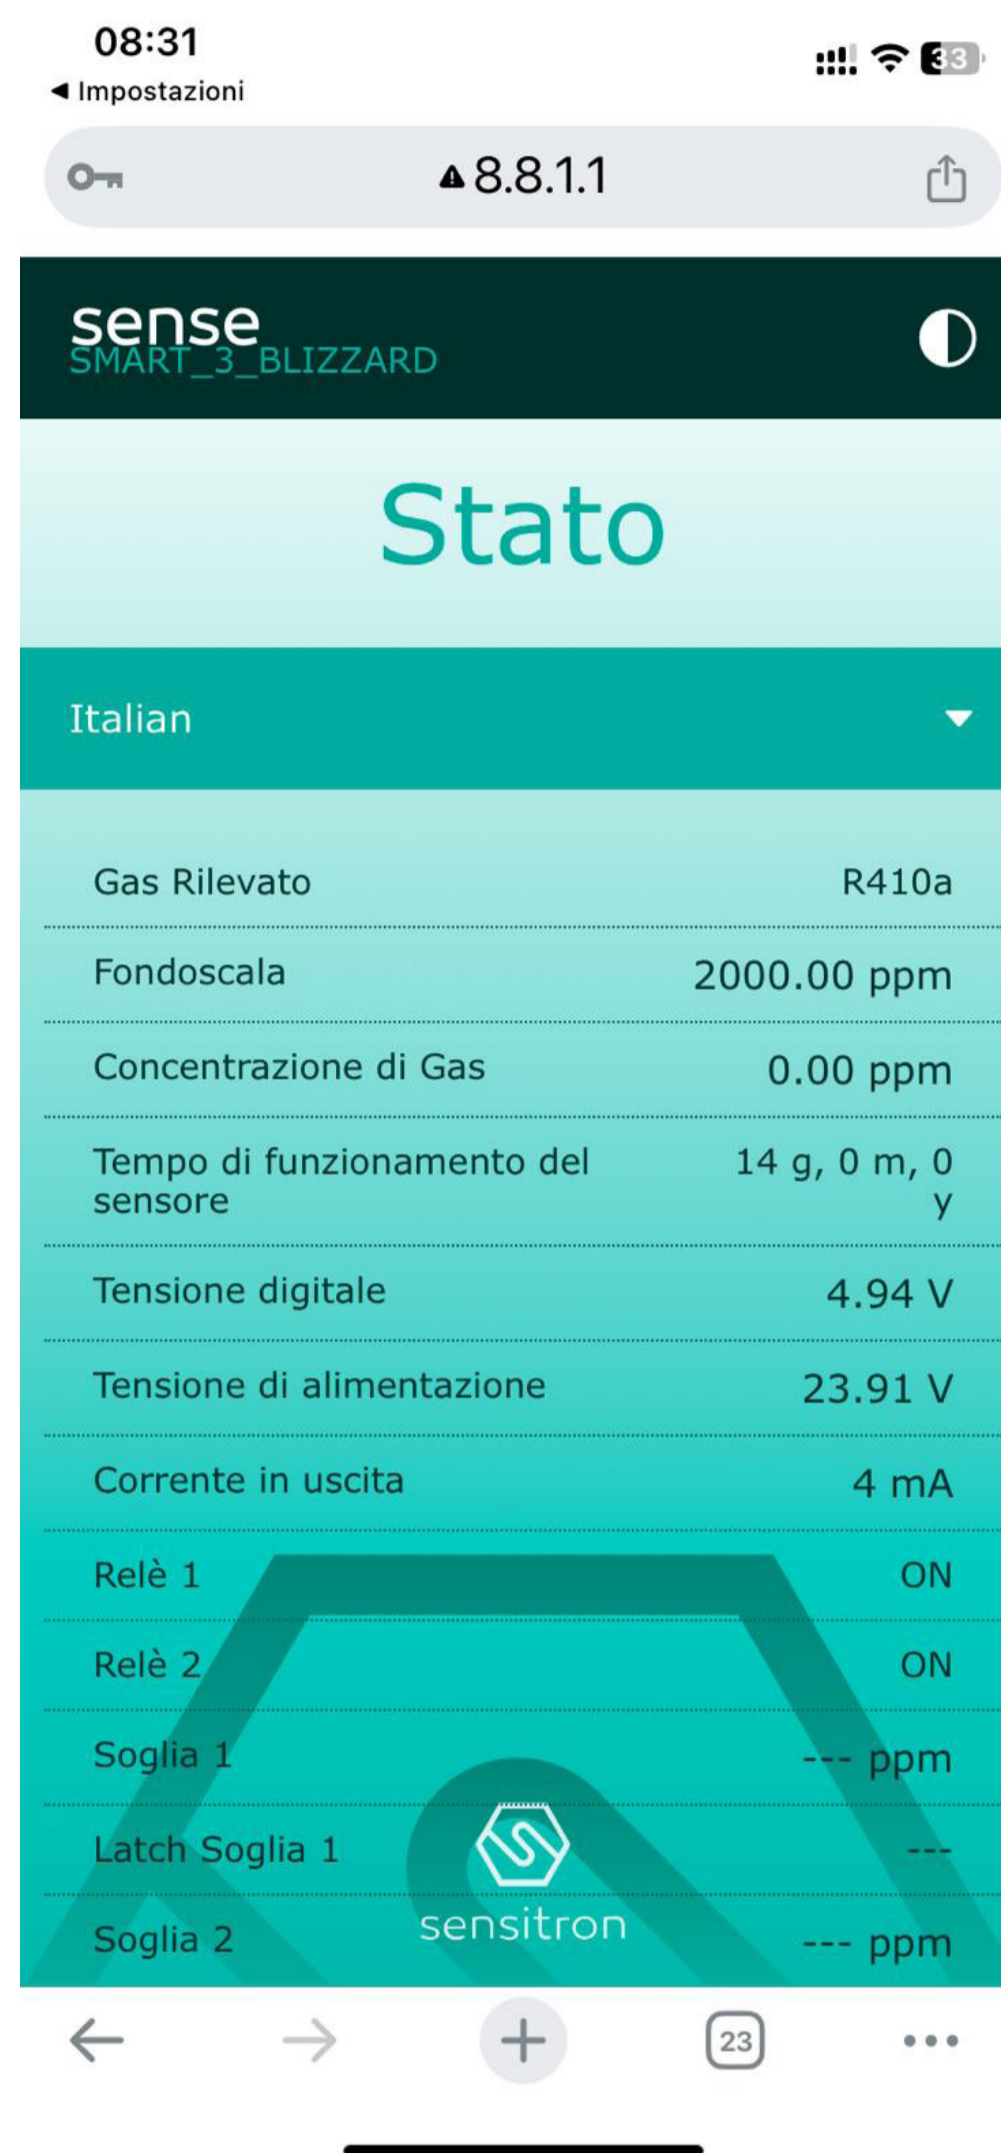 08:31
33
◀ Impostazioni
8.8.1.1
sense
SMART_3_BLIZZARD
Stato
Italian
Gas Rilevato R410a
Fondoscala 2000.00 ppm
Concentrazione di Gas 0.00 ppm
Tempo di funzionamento del 14 g, 0 m, 0
sensore y
Tensione digitale 4.94 V
Tensione di alimentazione 23.91 V
Corrente in uscita 4 mA
Relè 1 ON
Relè 2 ON
Soglia 1 --- ppm
Latch Soglia 1 ---
sensitron
Soglia 2 --- ppm
23